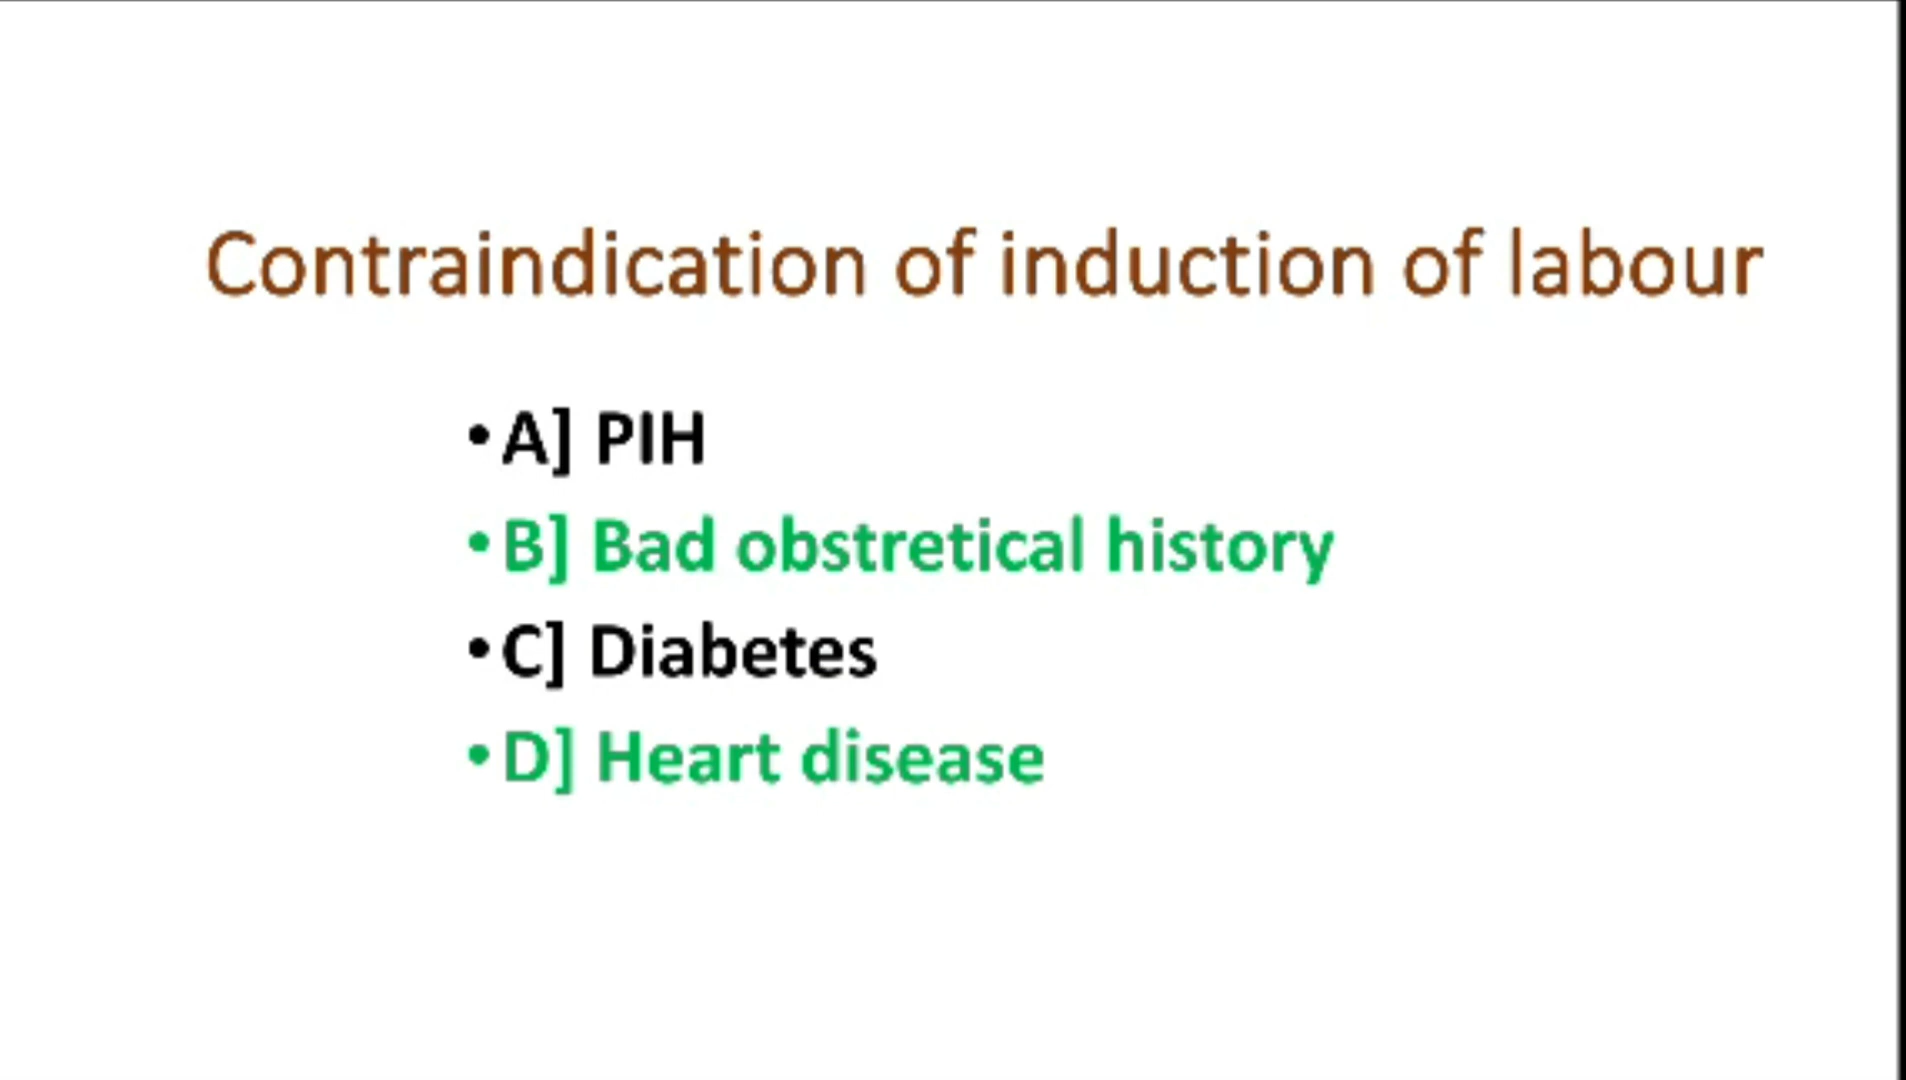 Contraindication of induction of labour
• A] PIH
• B] Bad obstretical history
• C] Diabetes
• D] Heart disease